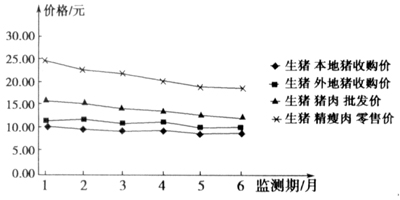 价格/元
30.00
25.00
20.00
15.00
10.00
5.00
0.00
1 2 3 4 5 6 监测期/月
生猪 本地猪收购价
生猪 外地猪收购价
生猪 猪肉 批发价
生猪 精瘦肉 零售价